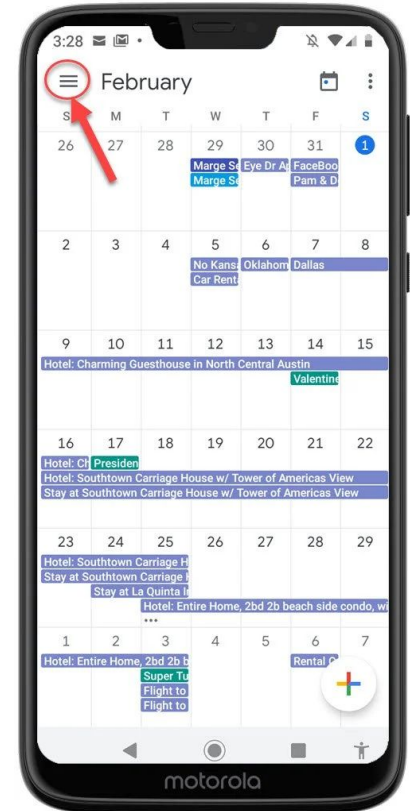 3:28
February
S M T W T F S
26 27 28 29 30 31 1
Marge Se Eye Dr Ap FaceBoo
Marge Se Pam & D
2 3 4 5 6 7 8
No Kansa Oklahom Dallas
Car Rent
9 10 11 12 13 14 15
Hotel: Charming Guesthouse in North Central Austin
Valentine
16 17 18 19 20 21 22
Hotel: Ch Presiden
Hotel: Southtown Carriage House w/ Tower of Americas View
Stay at Southtown Carriage House w/ Tower of Americas View
23 24 25 26 27 28 29
Hotel: Southtown Carriage H
Stay at Southtown Carriage H
Stay at La Quinta I
Hotel: Entire Home, 2bd 2b beach side condo, wi
1 2 3 4 5 6 7
Hotel: Entire Home, 2bd 2b b Rental C
Super Tu
Flight to
Flight to
motorola